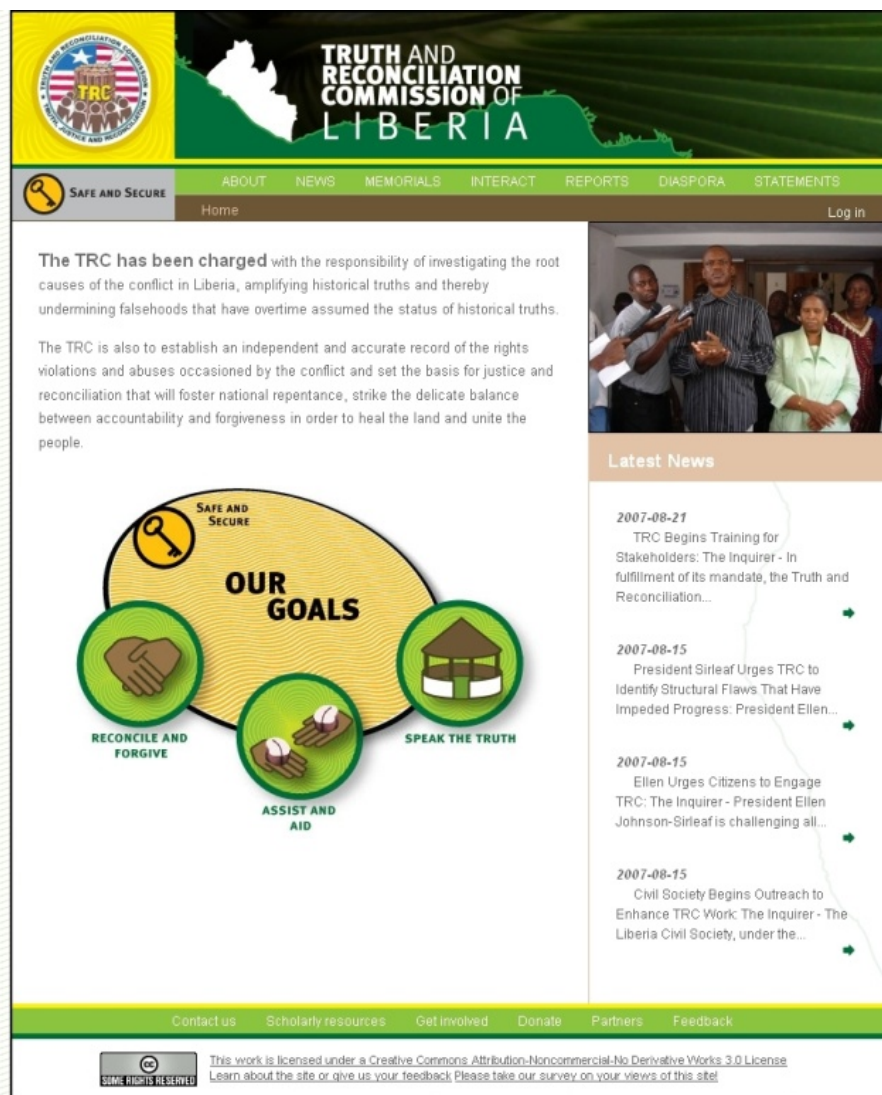 TRUTH AND RECONCILIATION COMMISSION
TRC
TRUTH, JUSTICE AND RECONCILIATION
TRUTH AND
RECONCILIATION
COMMISSION OF
LIBERIA
SAFE AND SECURE
ABOUT NEWS MEMORIALS INTERACT REPORTS DIASPORA STATEMENTS
Home
Log in
The TRC has been charged with the responsibility of investigating the root
causes of the conflict in Liberia, amplifying historical truths and thereby
undermining falsehoods that have overtime assumed the status of historical truths.
The TRC is also to establish an independent and accurate record of the rights
violations and abuses occasioned by the conflict and set the basis for justice and
reconciliation that will foster national repentance, strike the delicate balance
between accountability and forgiveness in order to heal the land and unite the
people.
SAFE AND
SECURE
OUR
GOALS
RECONCILE AND
FORGIVE
ASSIST AND
AID
SPEAK THE TRUTH
Latest News
2007-08-21
TRC Begins Training for
Stakeholders: The Inquirer - In
fulfillment of its mandate, the Truth and
Reconciliation...
2007-08-15
President Sirleaf Urges TRC to
Identify Structural Flaws That Have
Impeded Progress: President Ellen...
2007-08-15
Ellen Urges Citizens to Engage
TRC: The Inquirer - President Ellen
Johnson-Sirleaf is challenging all...
2007-08-15
Civil Society Begins Outreach to
Enhance TRC Work: The Inquirer - The
Liberia Civil Society, under the...
Contact us Scholarly resources Get involved Donate Partners Feedback
cc
SOME RIGHTS RESERVED
This work is licensed under a Creative Commons Attribution-Noncommercial-No Derivative Works 3.0 License
Learn about the site or give us your feedback Please take our survey on your views of this site!